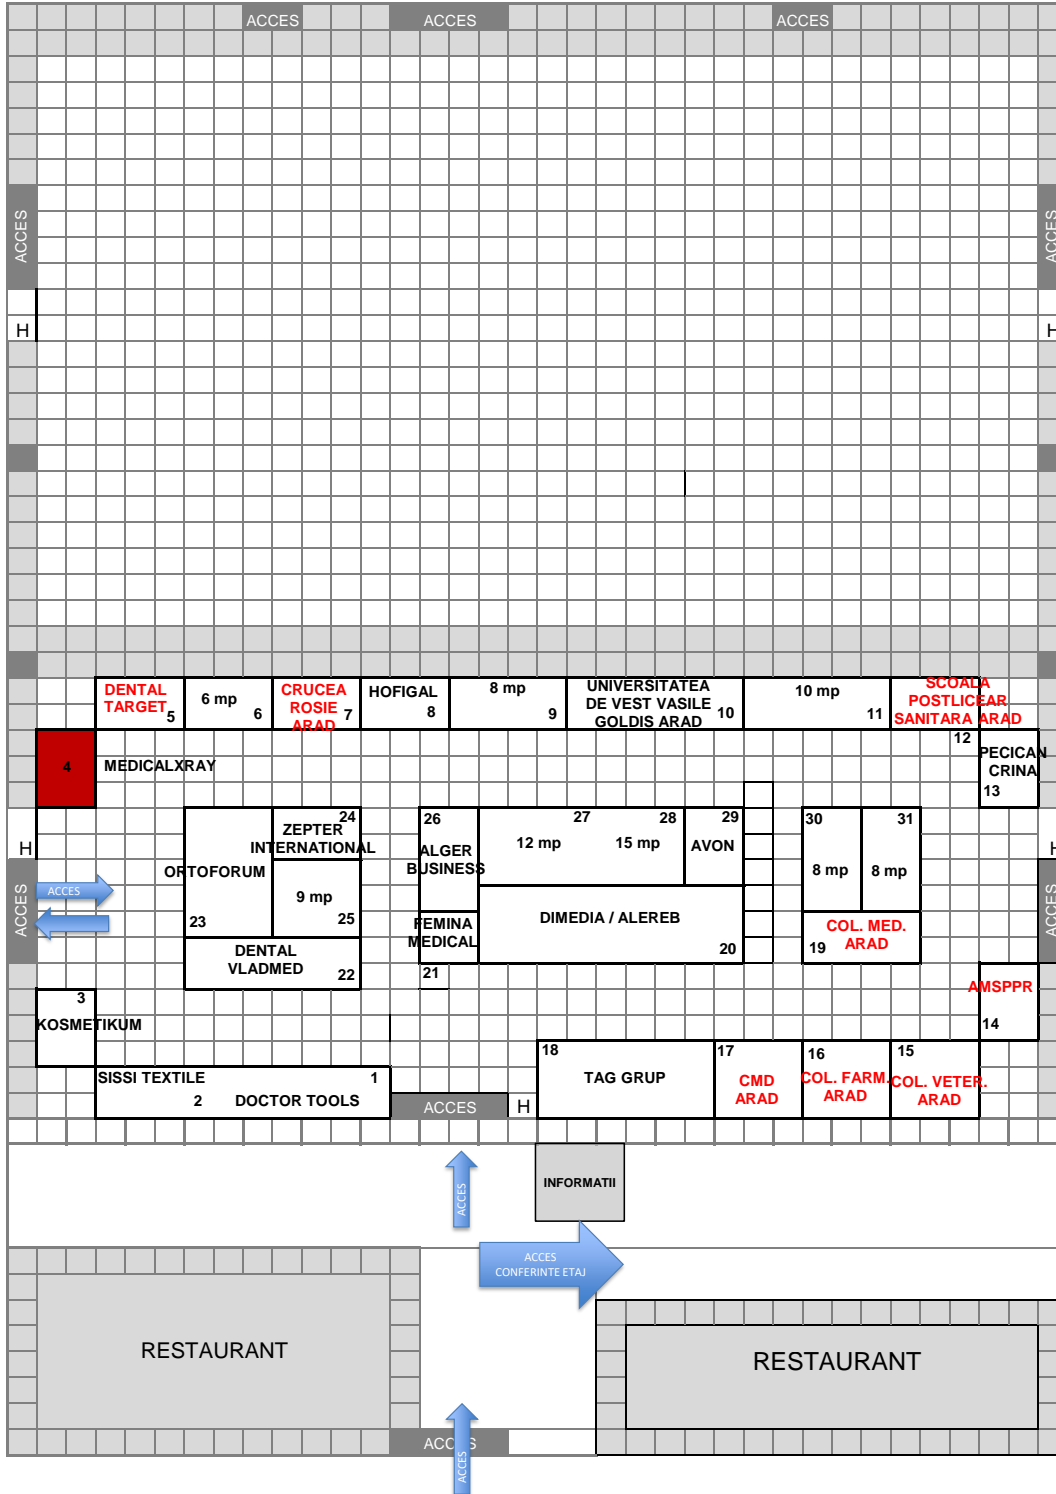 ACCES
ACCES
ACCES
ACCES
ACCES
H
H
DENTAL
TARGET
5
6 mp
6
CRUCEA
ROSIE
ARAD
7
HOFIGAL
8
8 mp
9
UNIVERSITATEA
DE VEST VASILE
GOLDIS ARAD
10
10 mp
11
SCOALA
POSTLICEAR
SANITARA ARAD
12
4
MEDICALXRAY
PECICAN
CRINA
13
24
ZEPTER
INTERNATIONAL
ORTOFORUM
23
9 mp
25
DENTAL
VLADMED
22
26
ALGER
BUSINESS
FEMINA
MEDICAL
21
27
12 mp
28
15 mp
29
AVON
DIMEDIA / ALEREB
20
30
8 mp
31
8 mp
COL. MED.
ARAD
19
H
H
ACCES
ACCES
ACCES
AMSPPR
14
3
KOSMETIKUM
SISSI TEXTILE
1
2
DOCTOR TOOLS
ACCES
H
18
TAG GRUP
17
CMD
ARAD
16
COL. FARM.
ARAD
15
COL. VETER.
ARAD
ACCES
INFORMATII
ACCES
CONFERINTE ETAJ
RESTAURANT
RESTAURANT
ACCES
ACCES